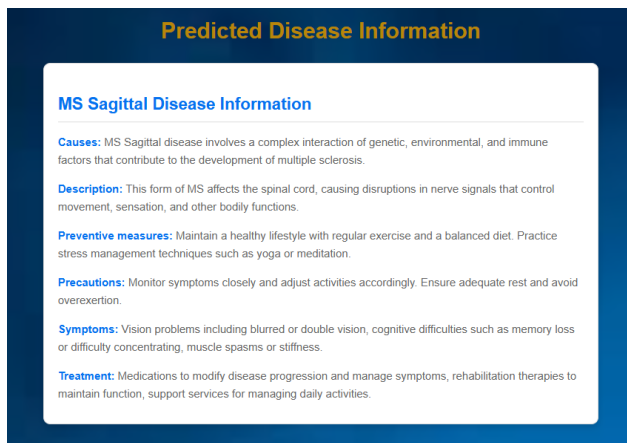 Predicted Disease Information
MS Sagittal Disease Information
Causes: MS Sagittal disease involves a complex interaction of genetic, environmental, and immune
factors that contribute to the development of multiple sclerosis.
Description: This form of MS affects the spinal cord, causing disruptions in nerve signals that control
movement, sensation, and other bodily functions.
Preventive measures: Maintain a healthy lifestyle with regular exercise and a balanced diet. Practice
stress management techniques such as yoga or meditation.
Precautions: Monitor symptoms closely and adjust activities accordingly. Ensure adequate rest and avoid
overexertion.
Symptoms: Vision problems including blurred or double vision, cognitive difficulties such as memory loss
or difficulty concentrating, muscle spasms or stiffness.
Treatment: Medications to modify disease progression and manage symptoms, rehabilitation therapies to
maintain function, support services for managing daily activities.